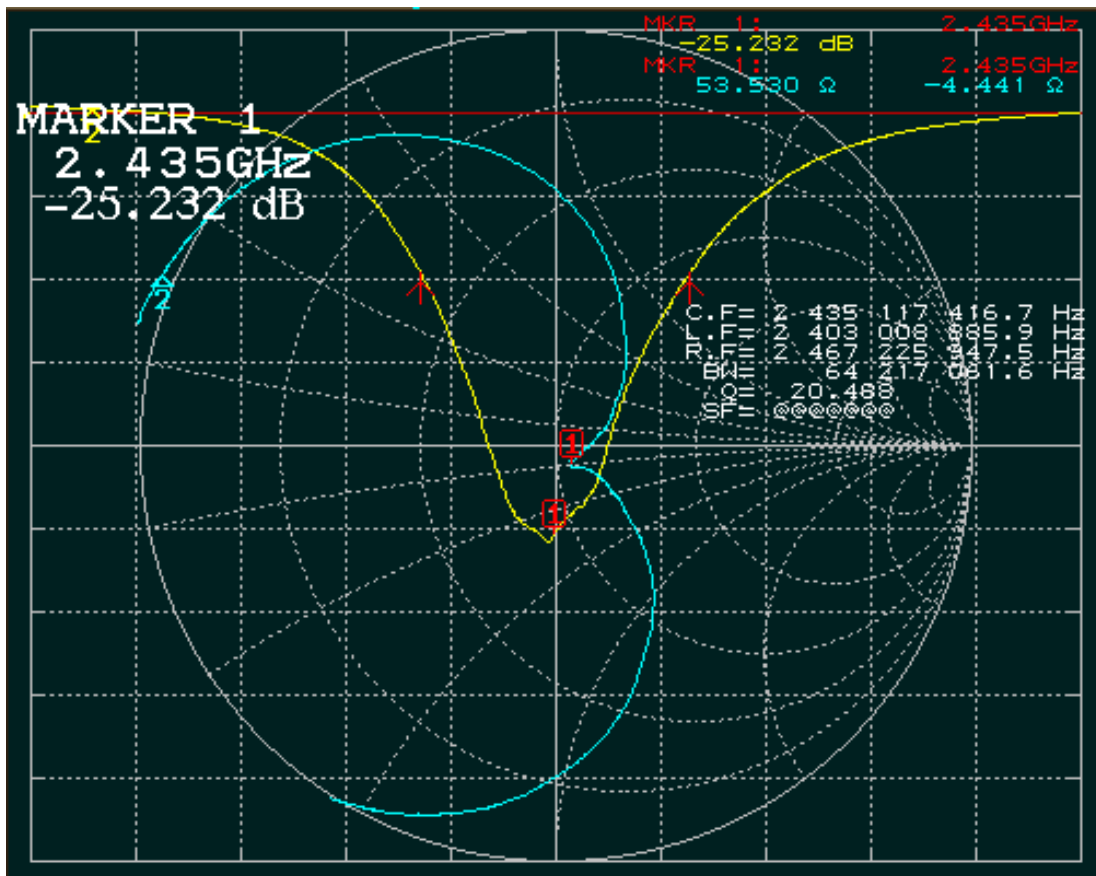 MKR 1: 2.435GHz
-25.232 dB
MKR 1: 2.435GHz
53.530 Ω -4.441 Ω
MARKER 1
2.435GHz
-25.232 dB
2
2
C.F= 2 435 117 416.7 Hz
L.F= 2 403 008 885.9 Hz
R.F= 2 467 225 947.5 Hz
BW= 64 217 061.6 Hz
Q= 20.488
SF= @@@@@@@
1
1